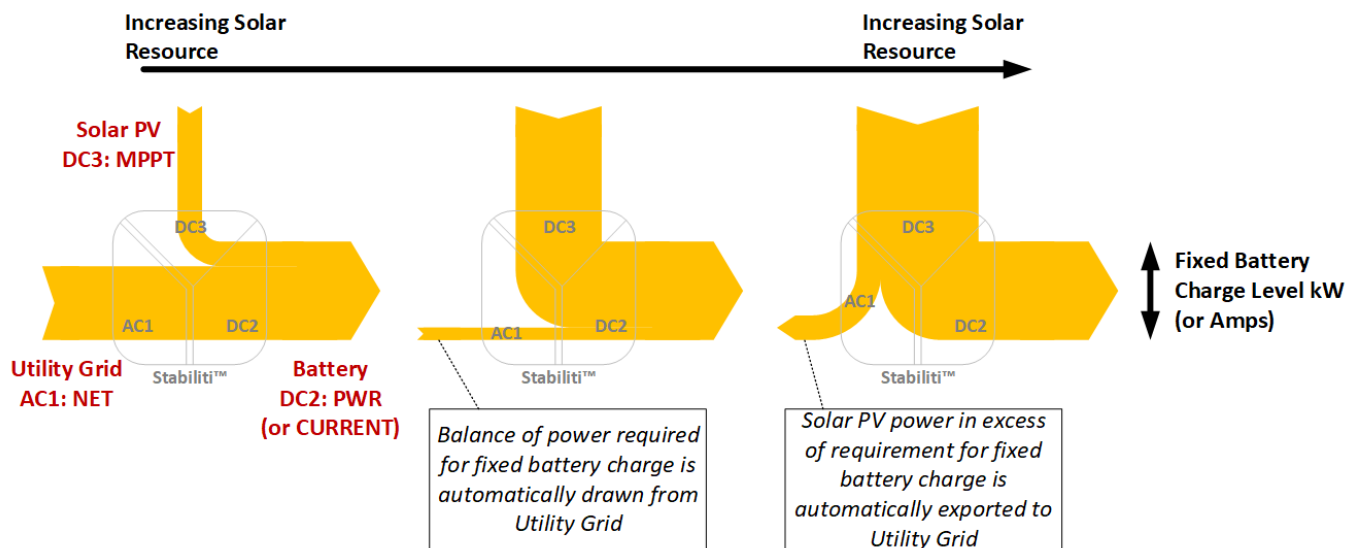 Increasing Solar
Resource
Increasing Solar
Resource
Solar PV
DC3: MPPT
DC3
AC1
DC2
Stabiliti™
Utility Grid
AC1: NET
Battery
DC2: PWR
(or CURRENT)
DC3
AC1
DC2
Stabiliti™
Balance of power required
for fixed battery charge is
automatically drawn from
Utility Grid
DC3
AC1
DC2
Stabiliti™
Solar PV power in excess
of requirement for fixed
battery charge is
automatically exported to
Utility Grid
Fixed Battery
Charge Level kW
(or Amps)